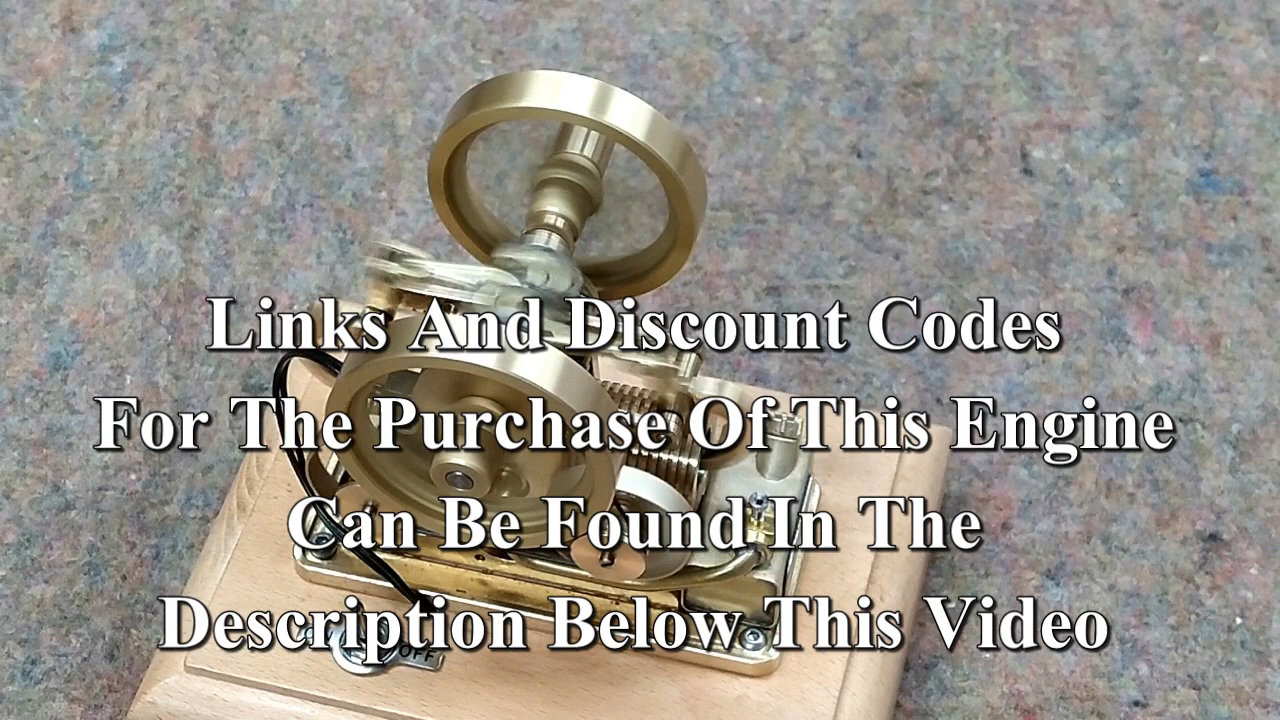 Links And Discount Codes
For The Purchase Of This Engine
Can Be Found In The
Description Below This Video
OFF